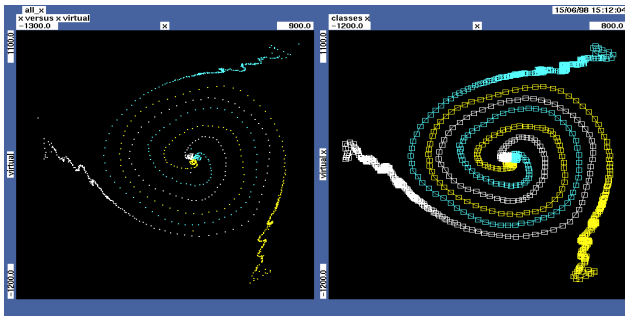 all_x
15/06/98 15:12:04
x versus x virtual
-1300.0
x
900.0
1100.0
virtual
-1200.0
classes x
-1200.0
x
800.0
1100.0
virtual x
-1200.0